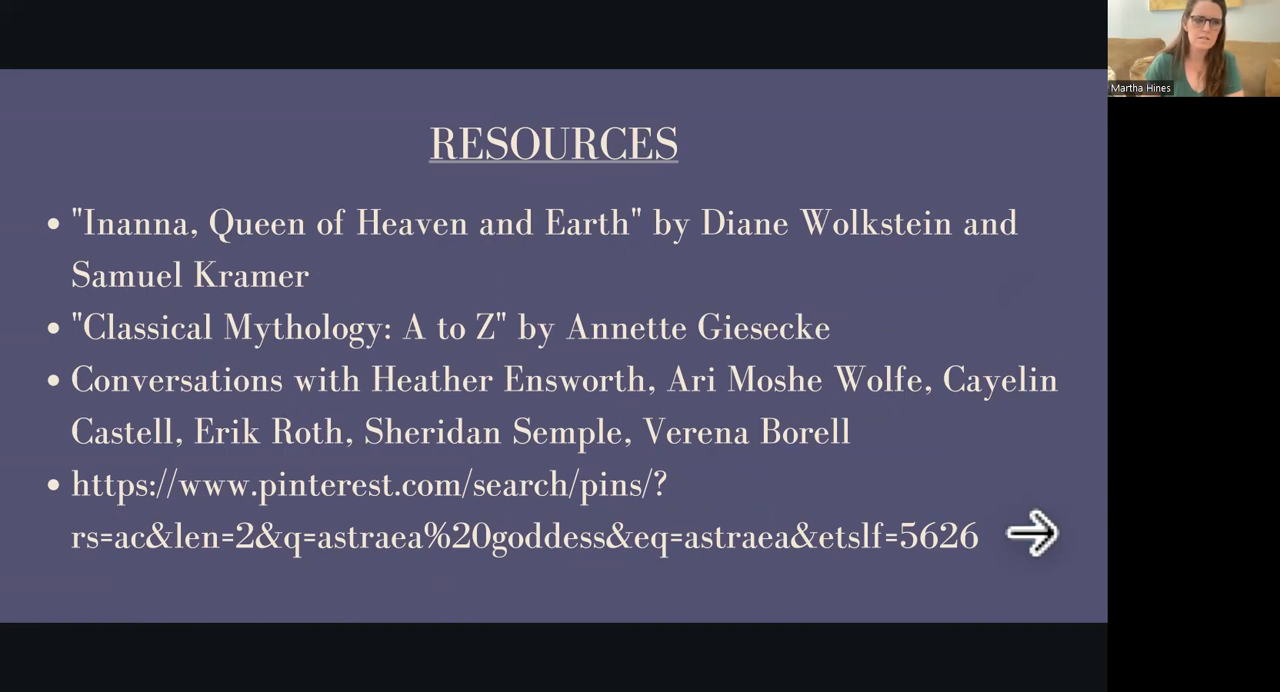 RESOURCES
"Inanna, Queen of Heaven and Earth" by Diane Wolkstein and
Samuel Kramer
"Classical Mythology: A to Z" by Annette Giesecke
Conversations with Heather Ensworth, Ari Moshe Wolfe, Cayelin
Castell, Erik Roth, Sheridan Semple, Verena Borell
https://www.pinterest.com/search/pins/?
rs=ac&len=2&q=astraea%20goddess&eq=astraea&etslf=5626
Martha Hines